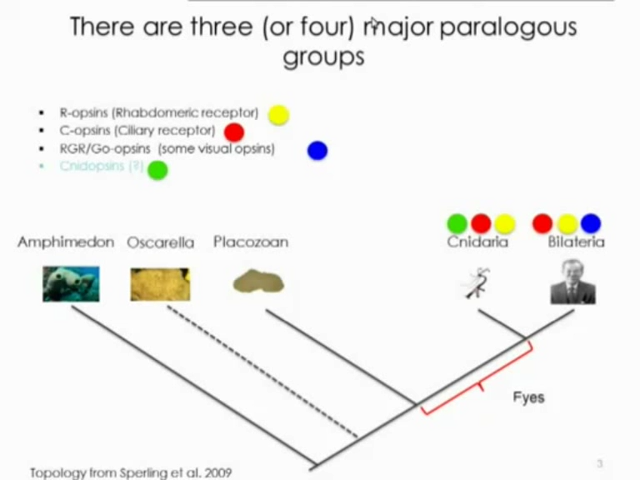 There are three (or four) major paralogous
groups
▪ R-opsins (Rhabdomeric receptor)
▪ C-opsins (Ciliary receptor)
▪ RGR/Go-opsins (some visual opsins)
▪ Cnidopsins (?)
Amphimedon Oscarella Placozoan Cnidaria Bilateria
Eyes
Topology from Sperling et al. 2009
3